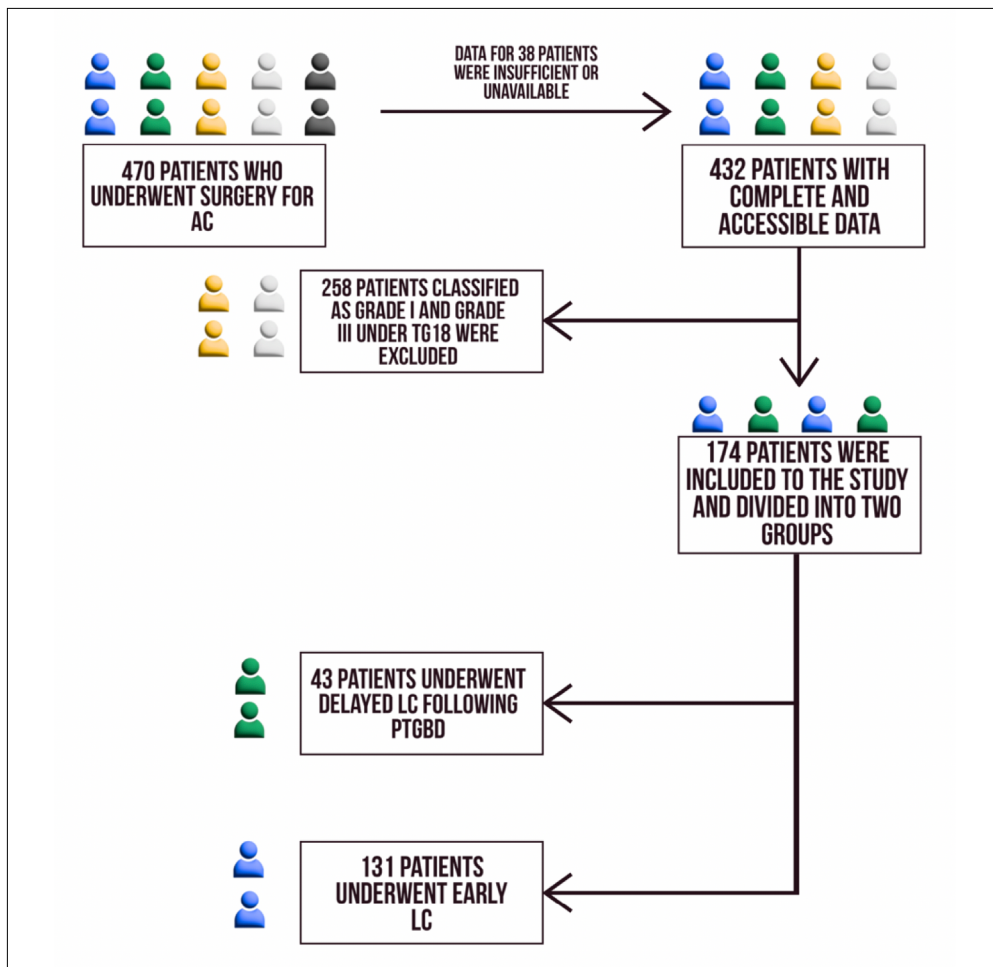 DATA FOR 38 PATIENTS
WERE INSUFFICIENT OR
UNAVAILABLE
470 PATIENTS WHO
UNDERWENT SURGERY FOR
AC
432 PATIENTS WITH
COMPLETE AND
ACCESSIBLE DATA
258 PATIENTS CLASSIFIED
AS GRADE I AND GRADE
III UNDER TG18 WERE
EXCLUDED
174 PATIENTS WERE
INCLUDED TO THE STUDY
AND DIVIDED INTO TWO
GROUPS
43 PATIENTS UNDERWENT
DELAYED LC FOLLOWING
PTGBD
131 PATIENTS
UNDERWENT EARLY
LC